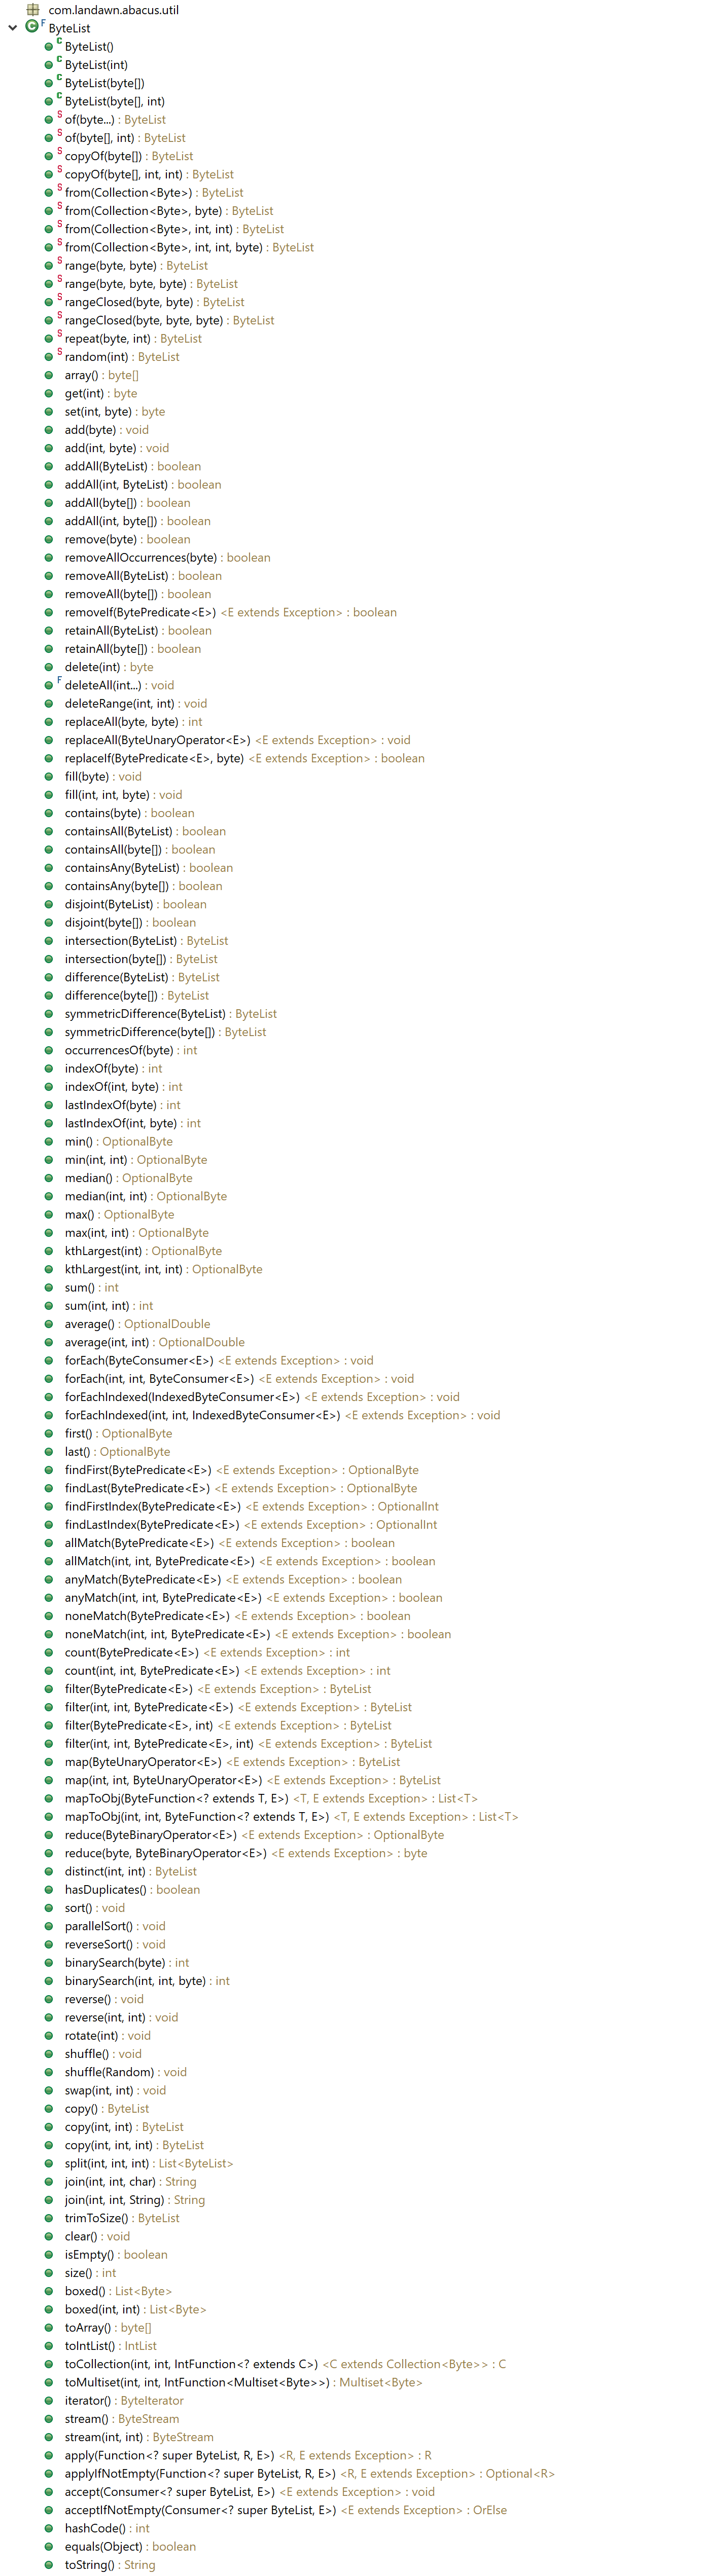 com.landawn.abacus.util
C F ByteList
C ByteList()
C ByteList(int)
C ByteList(byte[])
C ByteList(byte[], int)
S of(byte...) : ByteList
S of(byte[], int) : ByteList
S copyOf(byte[]) : ByteList
S copyOf(byte[], int, int) : ByteList
S from(Collection<Byte>) : ByteList
S from(Collection<Byte>, byte) : ByteList
S from(Collection<Byte>, int, int) : ByteList
S from(Collection<Byte>, int, int, byte) : ByteList
S range(byte, byte) : ByteList
S range(byte, byte, byte) : ByteList
S rangeClosed(byte, byte) : ByteList
S rangeClosed(byte, byte, byte) : ByteList
S repeat(byte, int) : ByteList
S random(int) : ByteList
array() : byte[]
get(int) : byte
set(int, byte) : byte
add(byte) : void
add(int, byte) : void
addAll(ByteList) : boolean
addAll(int, ByteList) : boolean
addAll(byte[]) : boolean
addAll(int, byte[]) : boolean
remove(byte) : boolean
removeAllOccurrences(byte) : boolean
removeAll(ByteList) : boolean
removeAll(byte[]) : boolean
removeIf(BytePredicate<E>) <E extends Exception> : boolean
retainAll(ByteList) : boolean
retainAll(byte[]) : boolean
delete(int) : byte
F deleteAll(int...) : void
deleteRange(int, int) : void
replaceAll(byte, byte) : int
replaceAll(ByteUnaryOperator<E>) <E extends Exception> : void
replaceIf(BytePredicate<E>, byte) <E extends Exception> : boolean
fill(byte) : void
fill(int, int, byte) : void
contains(byte) : boolean
containsAll(ByteList) : boolean
containsAll(byte[]) : boolean
containsAny(ByteList) : boolean
containsAny(byte[]) : boolean
disjoint(ByteList) : boolean
disjoint(byte[]) : boolean
intersection(ByteList) : ByteList
intersection(byte[]) : ByteList
difference(ByteList) : ByteList
difference(byte[]) : ByteList
symmetricDifference(ByteList) : ByteList
symmetricDifference(byte[]) : ByteList
occurrencesOf(byte) : int
indexOf(byte) : int
indexOf(int, byte) : int
lastIndexOf(byte) : int
lastIndexOf(int, byte) : int
min() : OptionalByte
min(int, int) : OptionalByte
median() : OptionalByte
median(int, int) : OptionalByte
max() : OptionalByte
max(int, int) : OptionalByte
kthLargest(int) : OptionalByte
kthLargest(int, int, int) : OptionalByte
sum() : int
sum(int, int) : int
average() : OptionalDouble
average(int, int) : OptionalDouble
forEach(ByteConsumer<E>) <E extends Exception> : void
forEach(int, int, ByteConsumer<E>) <E extends Exception> : void
forEachIndexed(IndexedByteConsumer<E>) <E extends Exception> : void
forEachIndexed(int, int, IndexedByteConsumer<E>) <E extends Exception> : void
first() : OptionalByte
last() : OptionalByte
findFirst(BytePredicate<E>) <E extends Exception> : OptionalByte
findLast(BytePredicate<E>) <E extends Exception> : OptionalByte
findFirstIndex(BytePredicate<E>) <E extends Exception> : OptionalInt
findLastIndex(BytePredicate<E>) <E extends Exception> : OptionalInt
allMatch(BytePredicate<E>) <E extends Exception> : boolean
allMatch(int, int, BytePredicate<E>) <E extends Exception> : boolean
anyMatch(BytePredicate<E>) <E extends Exception> : boolean
anyMatch(int, int, BytePredicate<E>) <E extends Exception> : boolean
noneMatch(BytePredicate<E>) <E extends Exception> : boolean
noneMatch(int, int, BytePredicate<E>) <E extends Exception> : boolean
count(BytePredicate<E>) <E extends Exception> : int
count(int, int, BytePredicate<E>) <E extends Exception> : int
filter(BytePredicate<E>) <E extends Exception> : ByteList
filter(int, int, BytePredicate<E>) <E extends Exception> : ByteList
filter(BytePredicate<E>, int) <E extends Exception> : ByteList
filter(int, int, BytePredicate<E>, int) <E extends Exception> : ByteList
map(ByteUnaryOperator<E>) <E extends Exception> : ByteList
map(int, int, ByteUnaryOperator<E>) <E extends Exception> : ByteList
mapToObj(ByteFunction<? extends T, E>) <T, E extends Exception> : List<T>
mapToObj(int, int, ByteFunction<? extends T, E>) <T, E extends Exception> : List<T>
reduce(ByteBinaryOperator<E>) <E extends Exception> : OptionalByte
reduce(byte, ByteBinaryOperator<E>) <E extends Exception> : byte
distinct(int, int) : ByteList
hasDuplicates() : boolean
sort() : void
parallelSort() : void
reverseSort() : void
binarySearch(byte) : int
binarySearch(int, int, byte) : int
reverse() : void
reverse(int, int) : void
rotate(int) : void
shuffle() : void
shuffle(Random) : void
swap(int, int) : void
copy() : ByteList
copy(int, int) : ByteList
copy(int, int, int) : ByteList
split(int, int, int) : List<ByteList>
join(int, int, char) : String
join(int, int, String) : String
trimToSize() : ByteList
clear() : void
isEmpty() : boolean
size() : int
boxed() : List<Byte>
boxed(int, int) : List<Byte>
toArray() : byte[]
toIntList() : IntList
toCollection(int, int, IntFunction<? extends C>) <C extends Collection<Byte>> : C
toMultiset(int, int, IntFunction<Multiset<Byte>>) : Multiset<Byte>
iterator() : ByteIterator
stream() : ByteStream
stream(int, int) : ByteStream
apply(Function<? super ByteList, R, E>) <R, E extends Exception> : R
applyIfNotEmpty(Function<? super ByteList, R, E>) <R, E extends Exception> : Optional<R>
accept(Consumer<? super ByteList, E>) <E extends Exception> : void
acceptIfNotEmpty(Consumer<? super ByteList, E>) <E extends Exception> : OrElse
hashCode() : int
equals(Object) : boolean
toString() : String